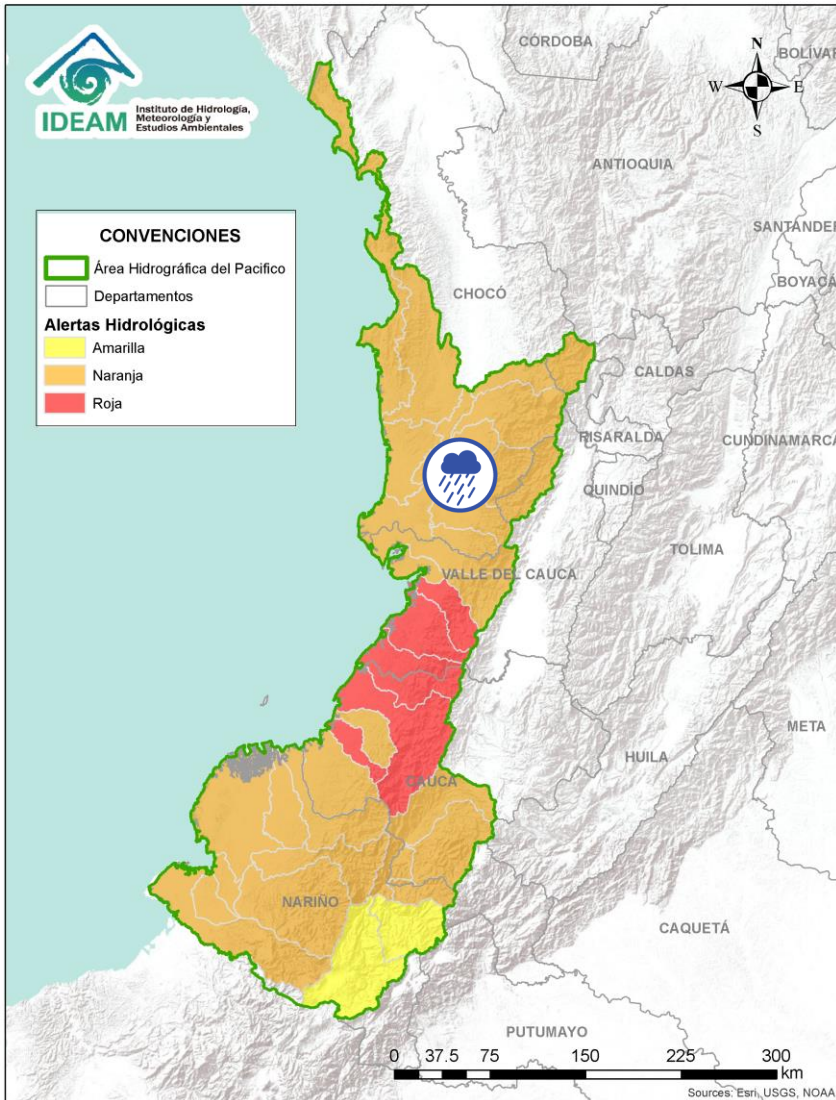 IDEAM
Instituto de Hidrología,
Meteorología y
Estudios Ambientales
CÓRDOBA
BOLÍVAR
N
W
E
S
ANTIOQUIA
SANTANDER
BOYACÁ
CONVENCIONES
Área Hidrográfica del Pacifico
Departamentos
Alertas Hidrológicas
Amarilla
Naranja
Roja
CHOCÓ
CALDAS
RISARALDA
CUNDINAMARCA
QUINDÍO
TOLIMA
VALLE DEL CAUCA
META
HUILA
CAUCA
NARIÑO
CAQUETÁ
PUTUMAYO
0 37.5 75 150 225 300
km
Sources: Esri, USGS, NOAA